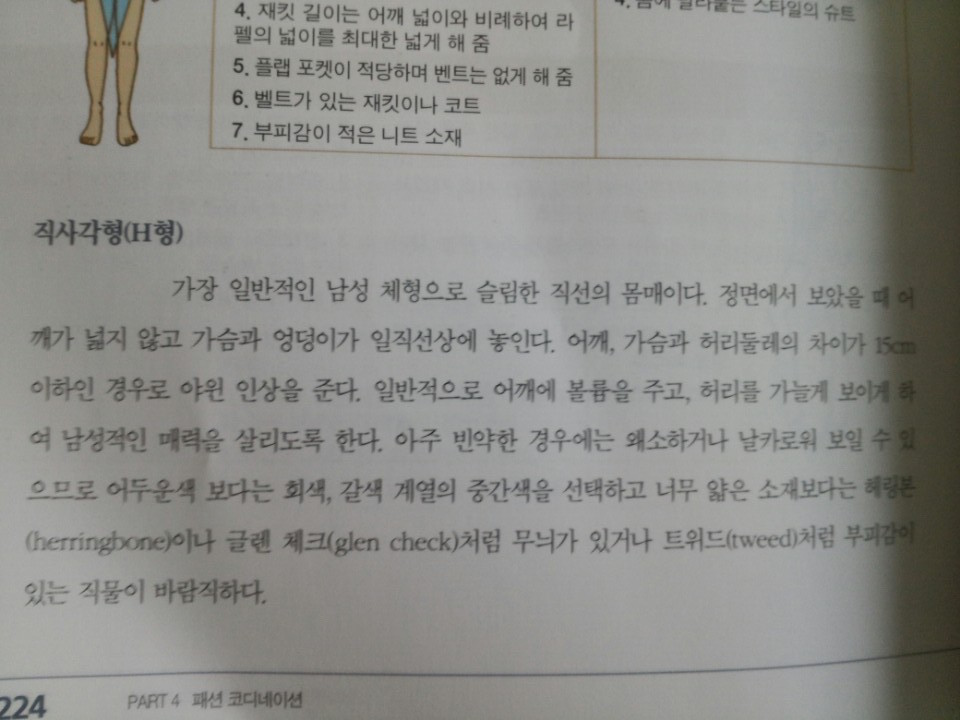 4. 재킷 길이는 어깨 넓이와 비례하여 라
펠의 넓이를 최대한 넓게 해 줌
5. 플랩 포켓이 적당하며 벤트는 없게 해 줌
6. 벨트가 있는 재킷이나 코트
7. 부피감이 적은 니트 소재
4. 몸에 달라붙는 스타일의 슈트
직사각형(H형)
가장 일반적인 남성 체형으로 슬림한 직선의 몸매이다. 정면에서 보았을 때 어
깨가 넓지 않고 가슴과 엉덩이가 일직선상에 놓인다. 어깨, 가슴과 허리둘레의 차이가 15cm
이하인 경우로 야윈 인상을 준다. 일반적으로 어깨에 볼륨을 주고, 허리를 가늘게 보이게 하
여 남성적인 매력을 살리도록 한다. 아주 빈약한 경우에는 왜소하거나 날카로워 보일 수 있
으므로 어두운색 보다는 회색, 갈색 계열의 중간색을 선택하고 너무 얇은 소재보다는 헤링본
(herringbone)이나 글렌 체크(glen check)처럼 무늬가 있거나 트위드(tweed)처럼 부피감이
있는 직물이 바람직하다.
224 PART 4 패션 코디네이션